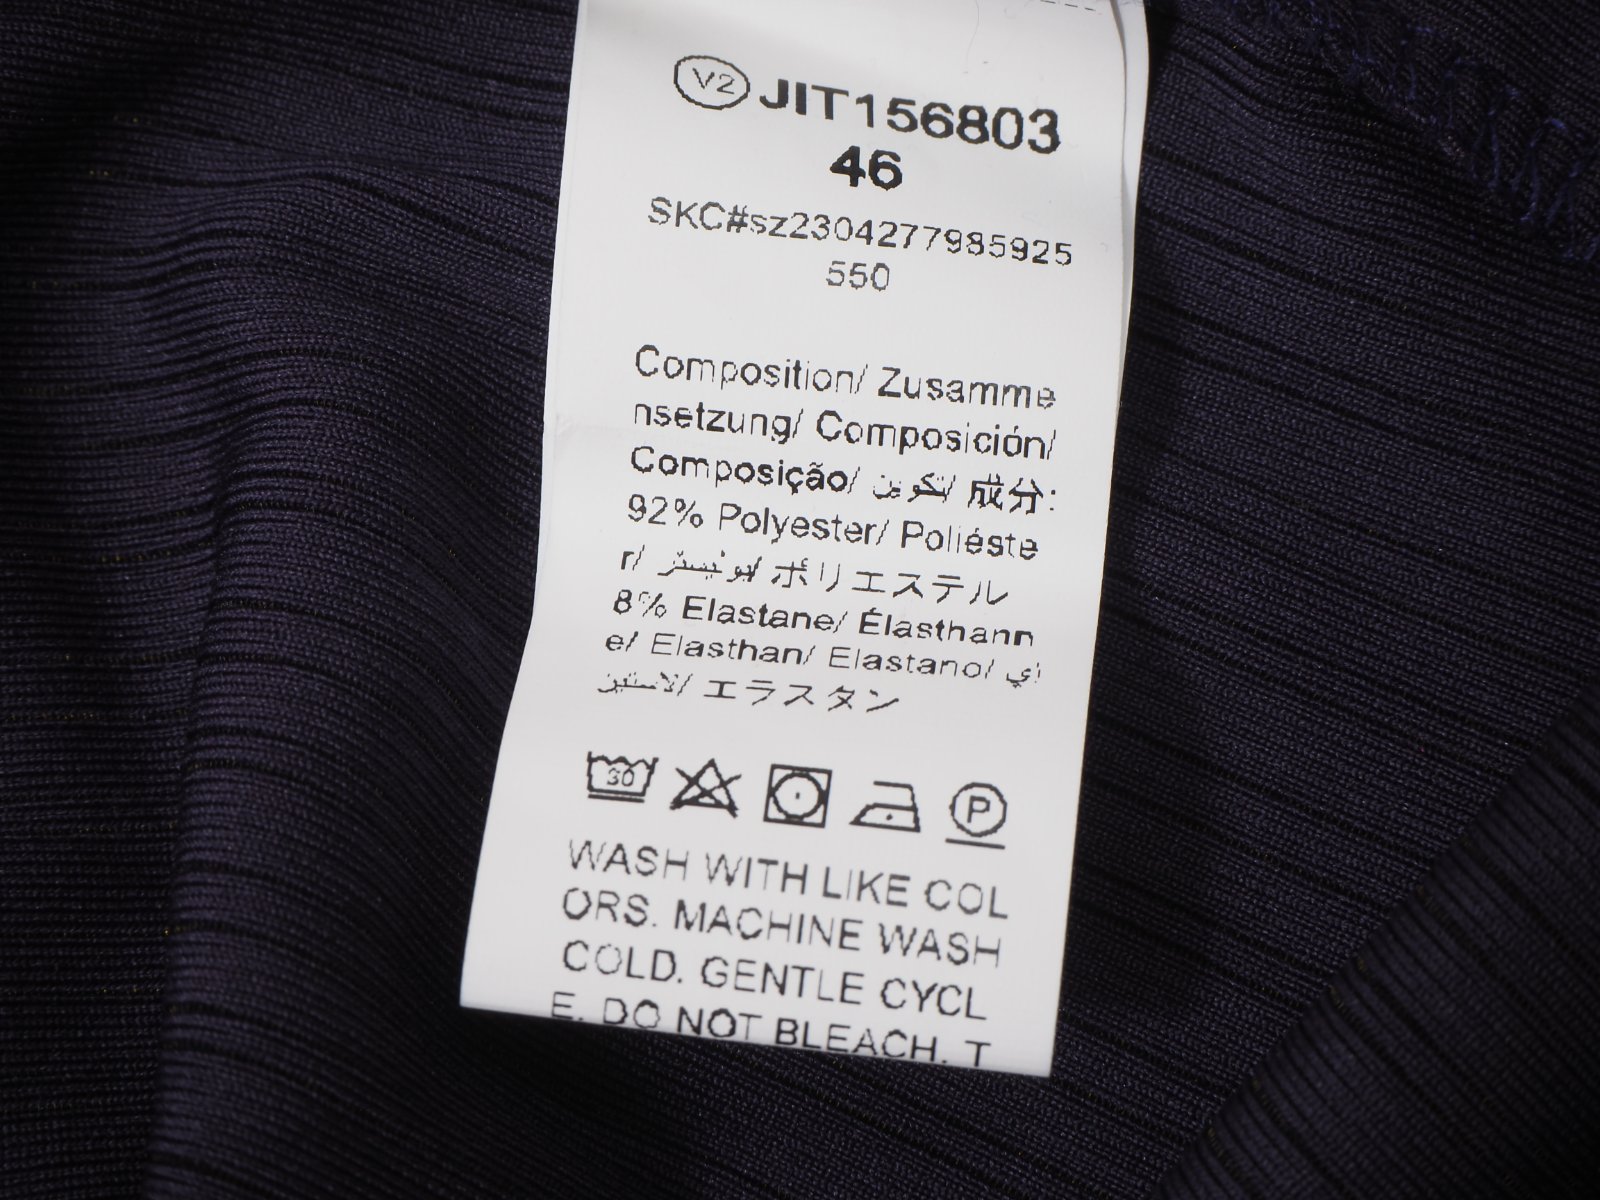 V2 JIT156803
46
SKC#sz2304277985925
550
Composition/ Zusamme
nsetzung/ Composición/
Composição/ تكوين/ 成分:
92% Polyester/ Poliéste
r/ بوليستر/ ポリエステル
8% Elastane/ Élasthann
e/ Elasthan/ Elastano/ إي
لاستين/ エラスタン
30
P
WASH WITH LIKE COL
ORS. MACHINE WASH
COLD. GENTLE CYCL
E. DO NOT BLEACH. T